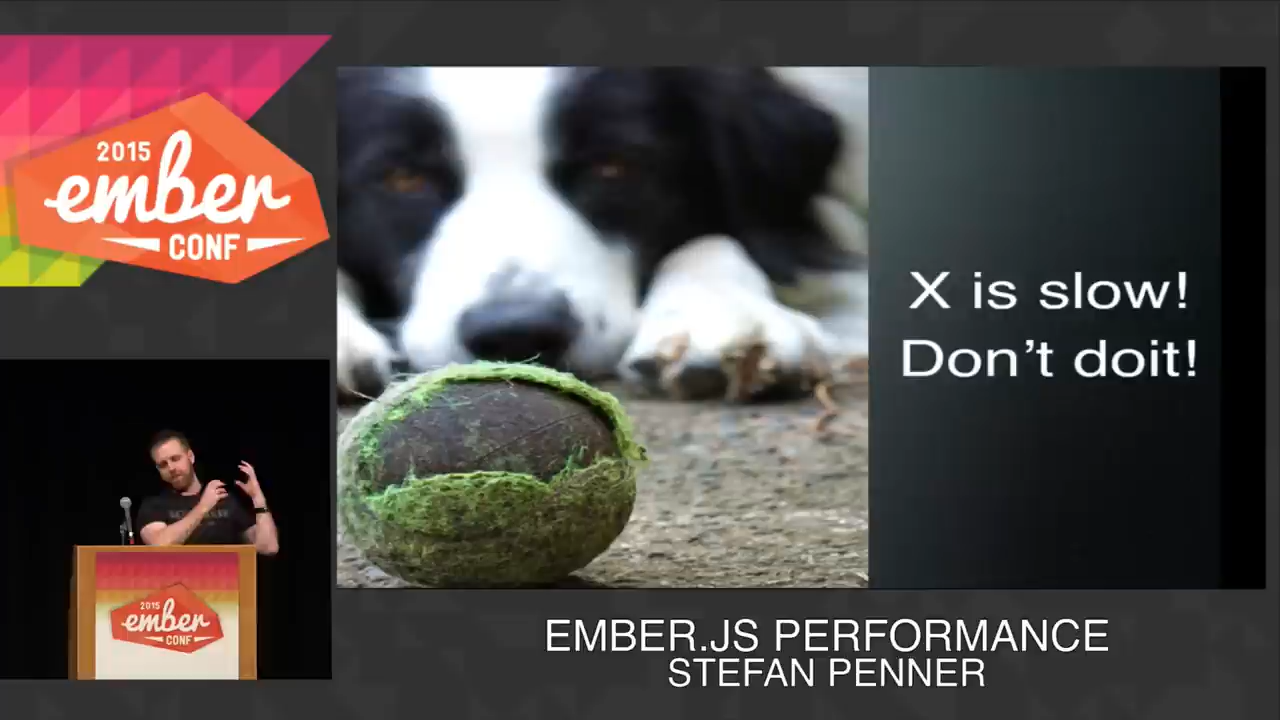 2015
ember
CONF
X is slow!
Don't doit!
2015
ember
CONF
EMBER.JS PERFORMANCE
STEFAN PENNER